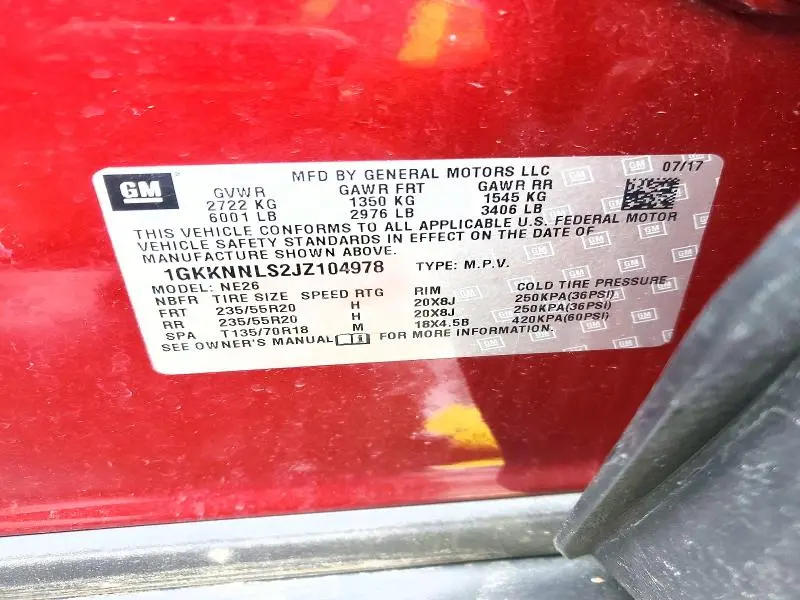 GM MFD BY GENERAL MOTORS LLC 07/17
GVWR GAWR FRT GAWR RR
2722 KG 1350 KG 1545 KG
6001 LB 2976 LB 3406 LB
THIS VEHICLE CONFORMS TO ALL APPLICABLE U.S. FEDERAL MOTOR
VEHICLE SAFETY STANDARDS IN EFFECT ON THE DATE OF
MANUFACTURE SHOWN ABOVE.
1GKKNNLS2JZ104978 TYPE: M.P.V.
MODEL: NE26
NBFR TIRE SIZE SPEED RTG RIM COLD TIRE PRESSURE
FRT 235/55R20 H 20X8J 250KPA(36PSI)
RR 235/55R20 H 20X8J 250KPA(36PSI)
SPA T135/70R18 M 18X4.5B 420KPA(60PSI)
SEE OWNER'S MANUAL FOR MORE INFORMATION.